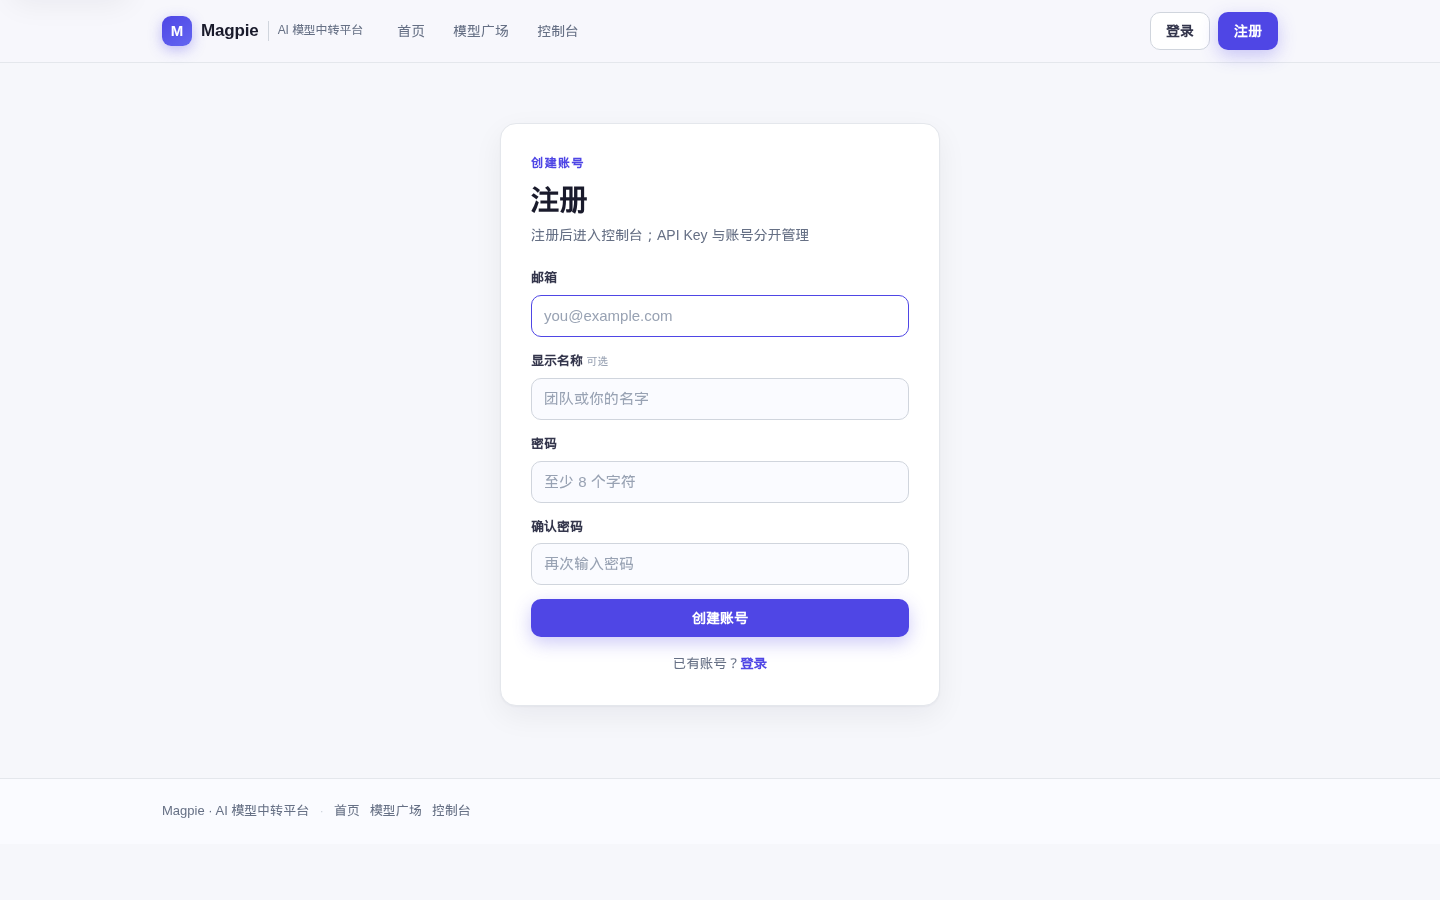 M Magpie AI 模型中转平台 首页 模型广场 控制台 登录 注册
创建账号
注册
注册后进入控制台；API Key 与账号分开管理
邮箱
you@example.com
显示名称 可选
团队或你的名字
密码
至少 8 个字符
确认密码
再次输入密码
创建账号
已有账号？登录
Magpie · AI 模型中转平台 · 首页 模型广场 控制台